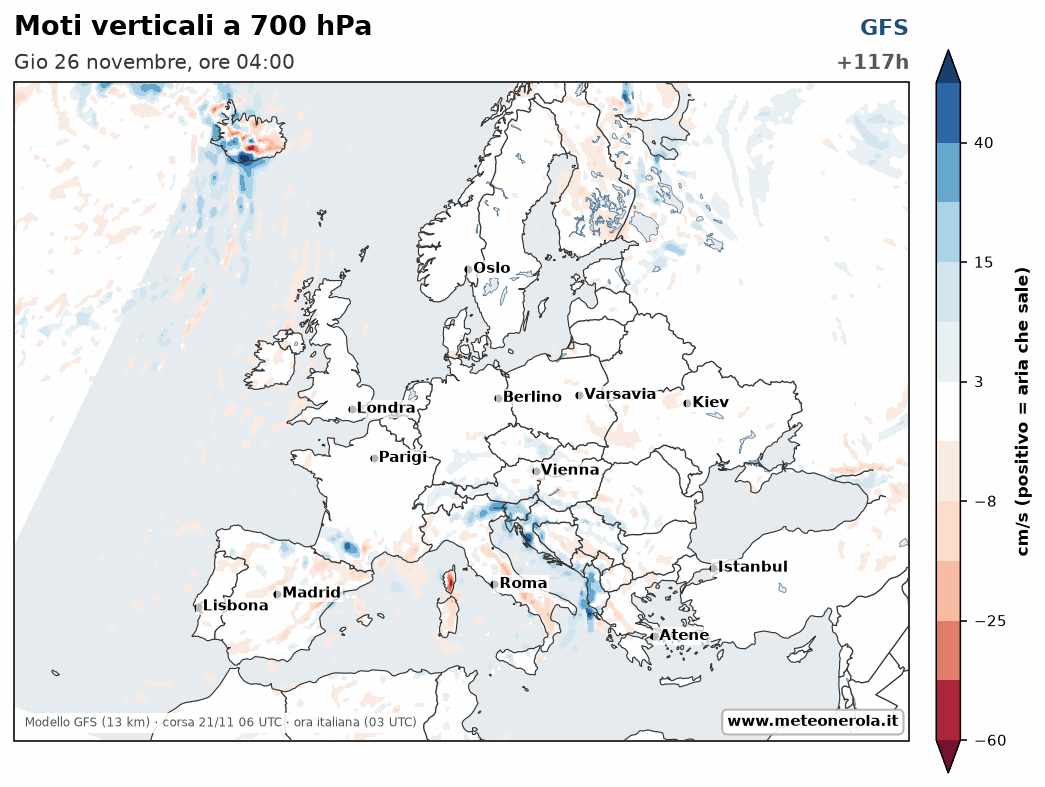 Moti verticali a 700 hPa
GFS
Gio 26 novembre, ore 04:00
+117h
Oslo
Londra
Berlino
Varsavia
Kiev
Parigi
Vienna
Istanbul
Roma
Madrid
Lisbona
Atene
40
15
3
−8
−25
−60
cm/s (positivo = aria che sale)
Modello GFS (13 km) · corsa 21/11 06 UTC · ora italiana (03 UTC)
www.meteonerola.it